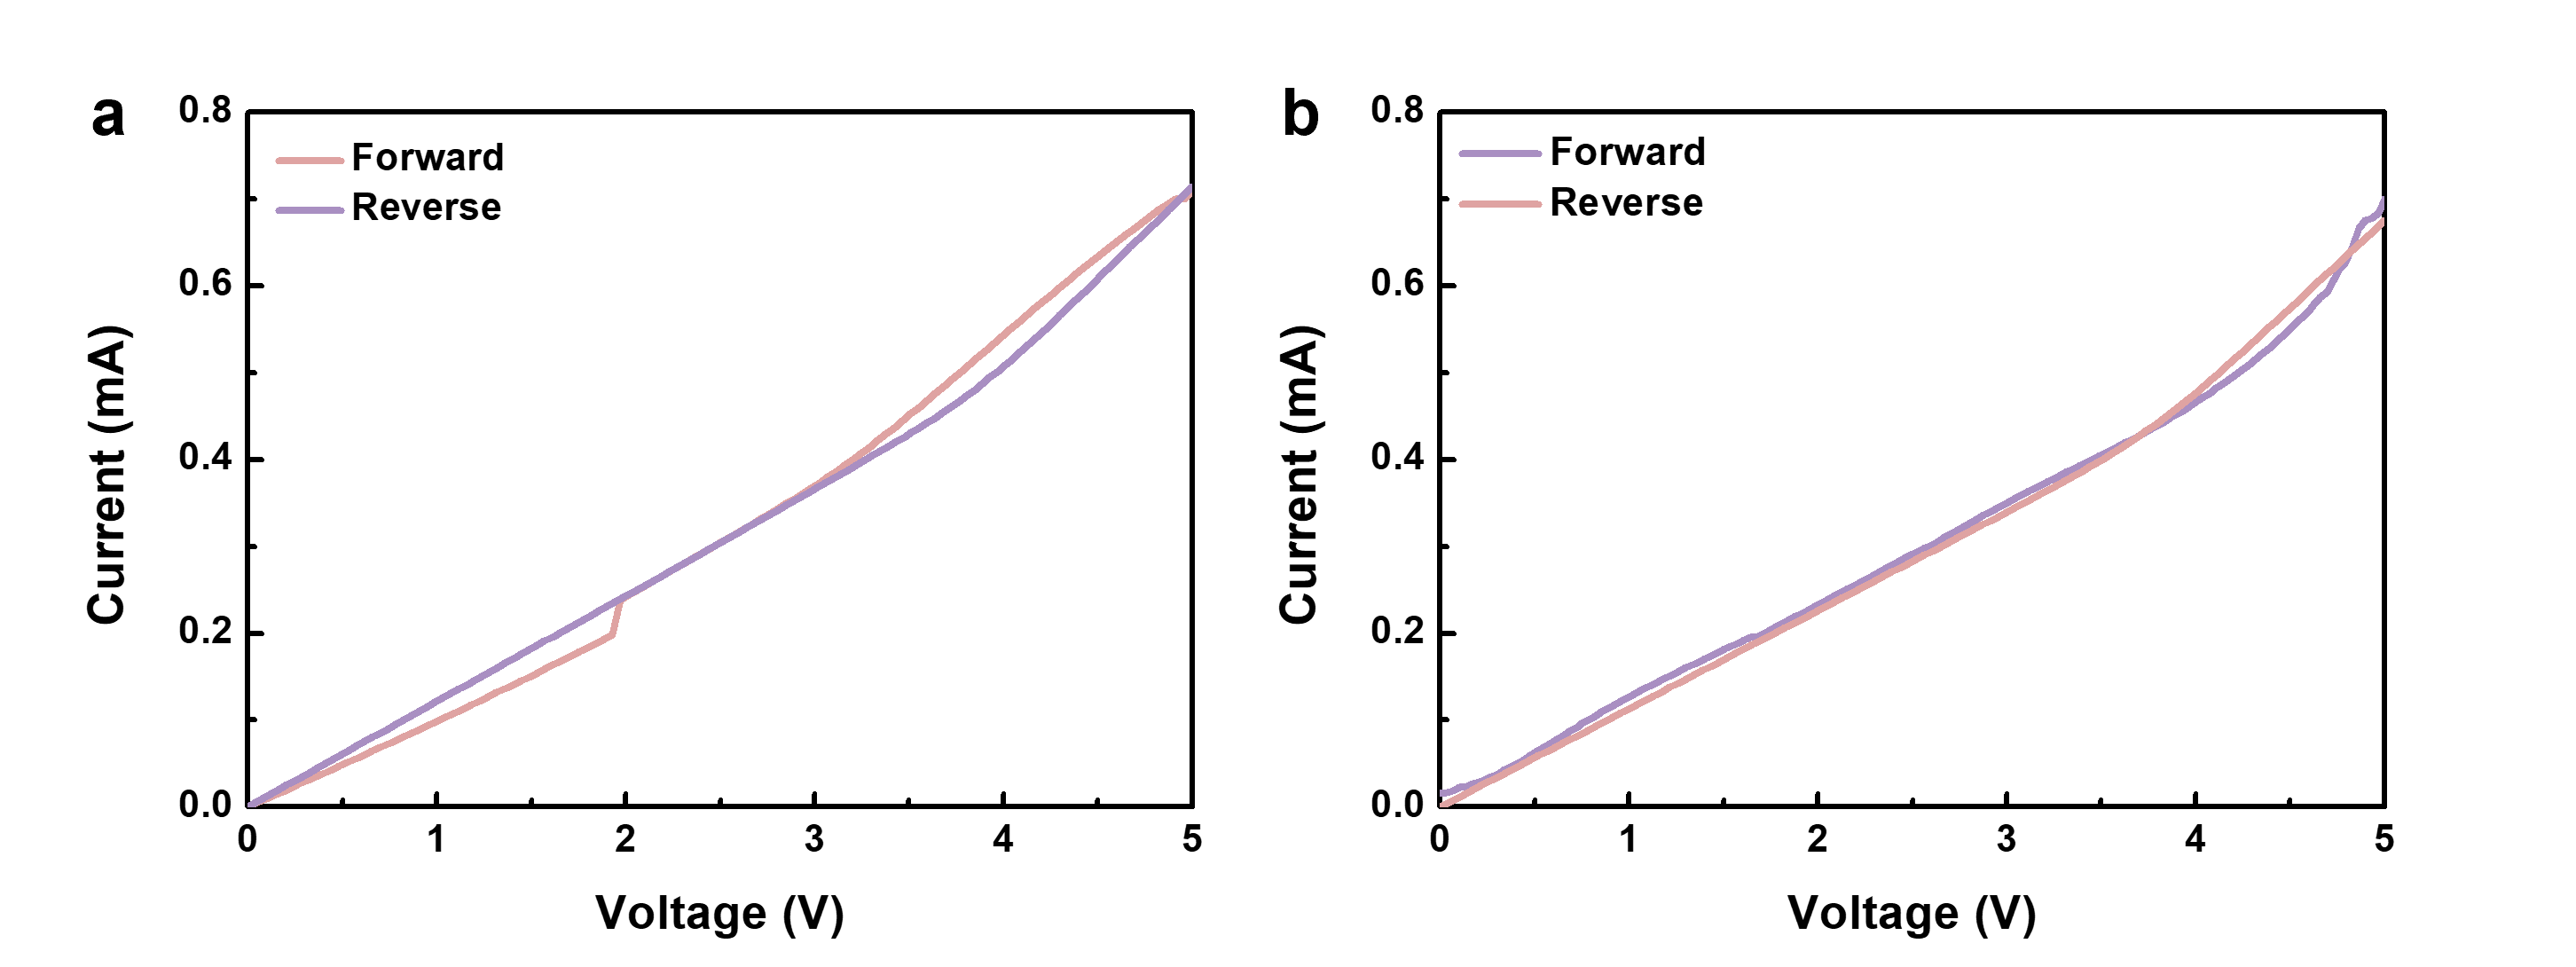 a
0.8
0.6
0.4
0.2
0.0
Current (mA)
Forward
Reverse
0 1 2 3 4 5
Voltage (V)
b
0.8
0.6
0.4
0.2
0.0
Current (mA)
Forward
Reverse
0 1 2 3 4 5
Voltage (V)